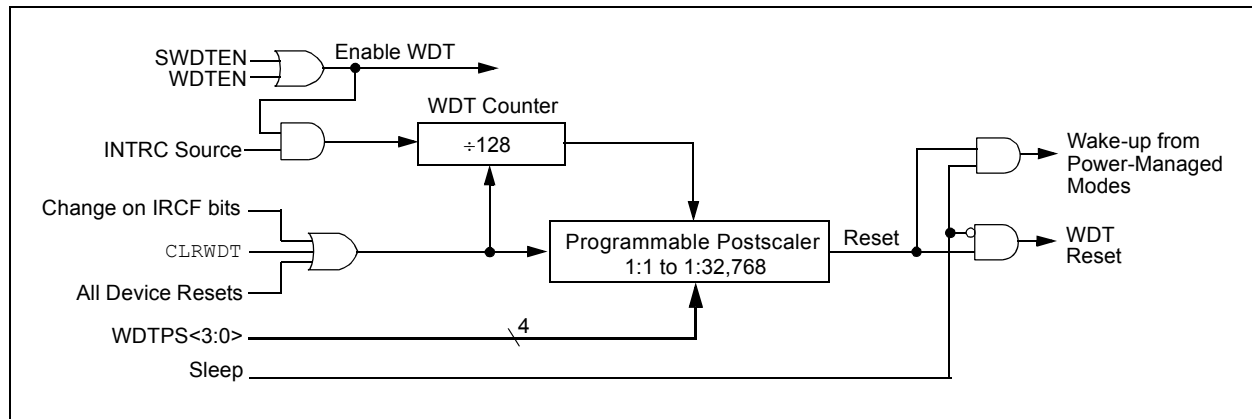 SWDTEN
WDTEN
Enable WDT
WDT Counter
INTRC Source
÷128
Wake-up from
Power-Managed
Modes
Change on IRCF bits
CLRWDT
All Device Resets
Programmable Postscaler
1:1 to 1:32,768
Reset
WDT
Reset
WDTPS<3:0>
4
Sleep